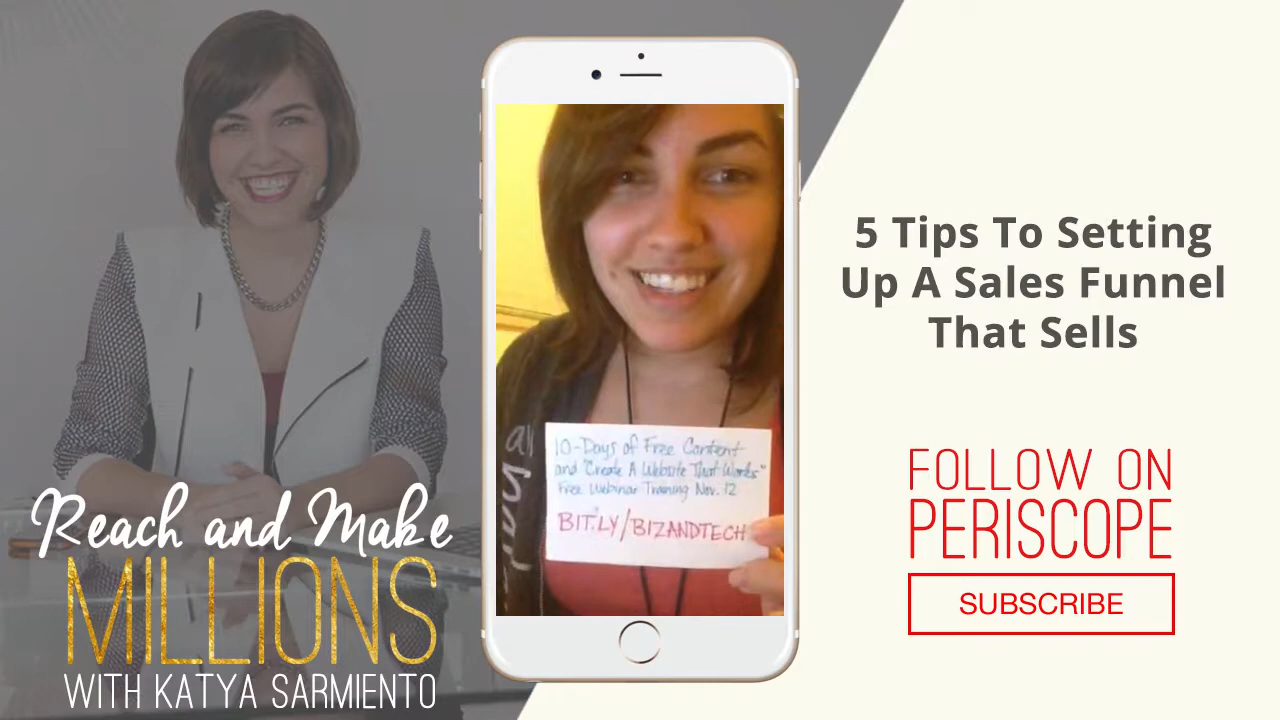 Reach and Make
MILLIONS
WITH KATYA SARMIENTO
10-Days of Free Content
and "Create A Website That Works"
Free Webinar Training Nov. 12
BIT.LY/BIZANDTECH
5 Tips To Setting
Up A Sales Funnel
That Sells
FOLLOW ON
PERISCOPE
SUBSCRIBE